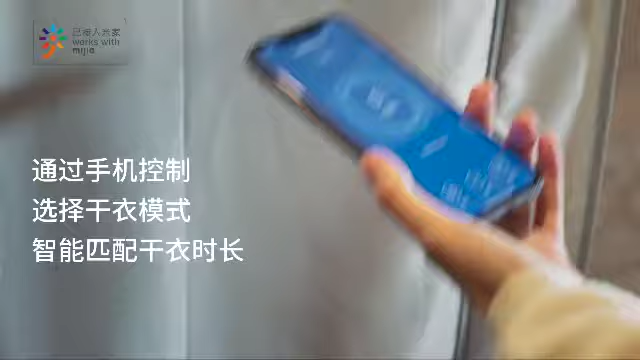 已接入米家
works with
mijia
通过手机控制
选择干衣模式
智能匹配干衣时长